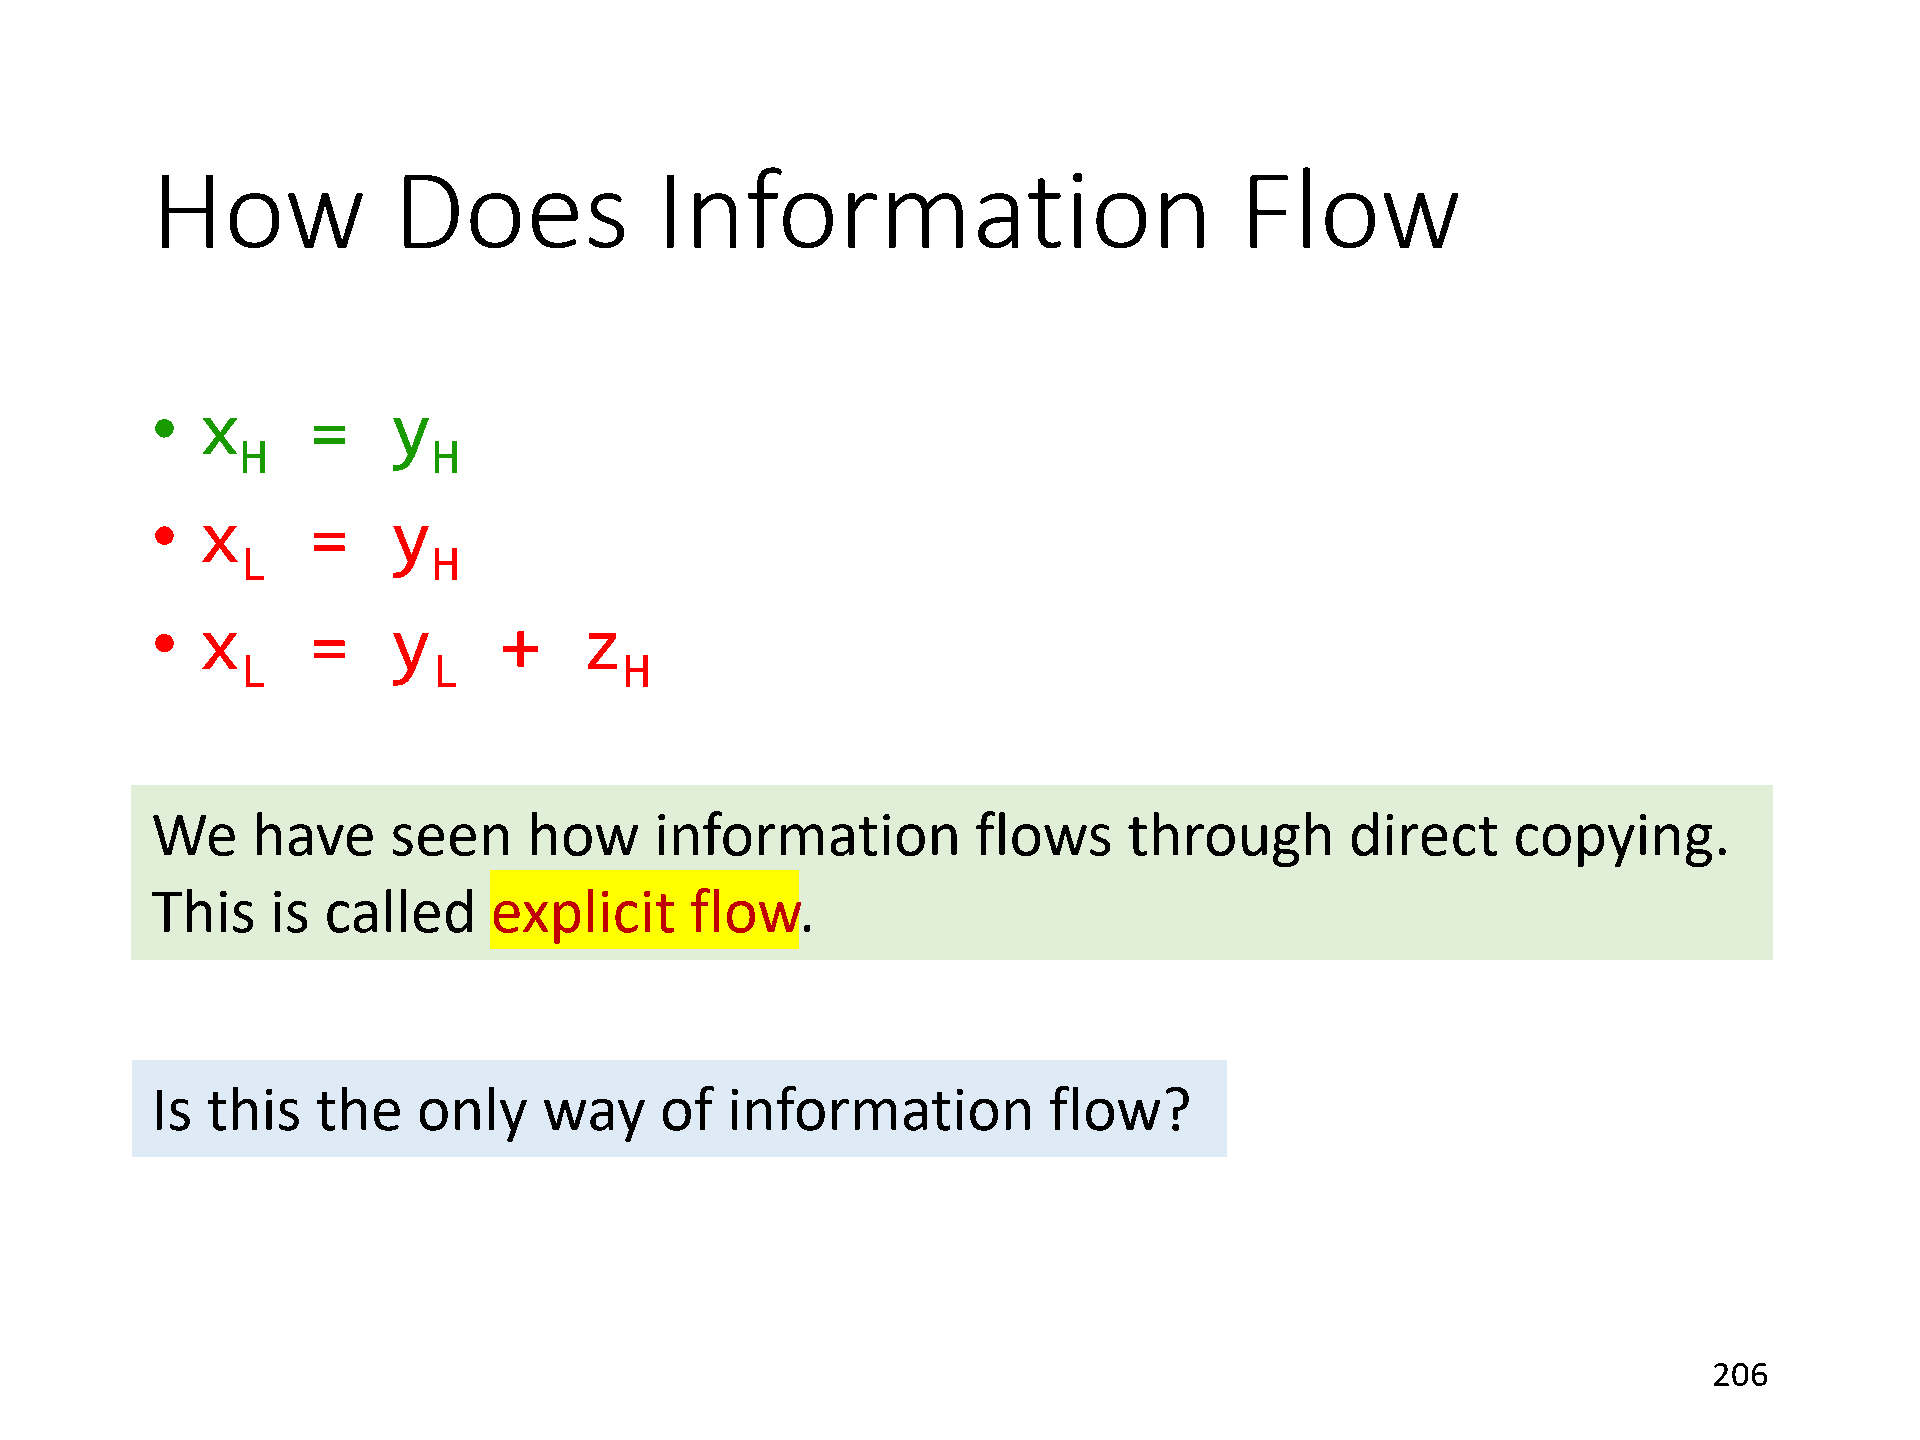 How Does Information Flow
• x_H = y_H
• x_L = y_H
• x_L = y_L + z_H
We have seen how information flows through direct copying.
This is called explicit flow.
Is this the only way of information flow?
206